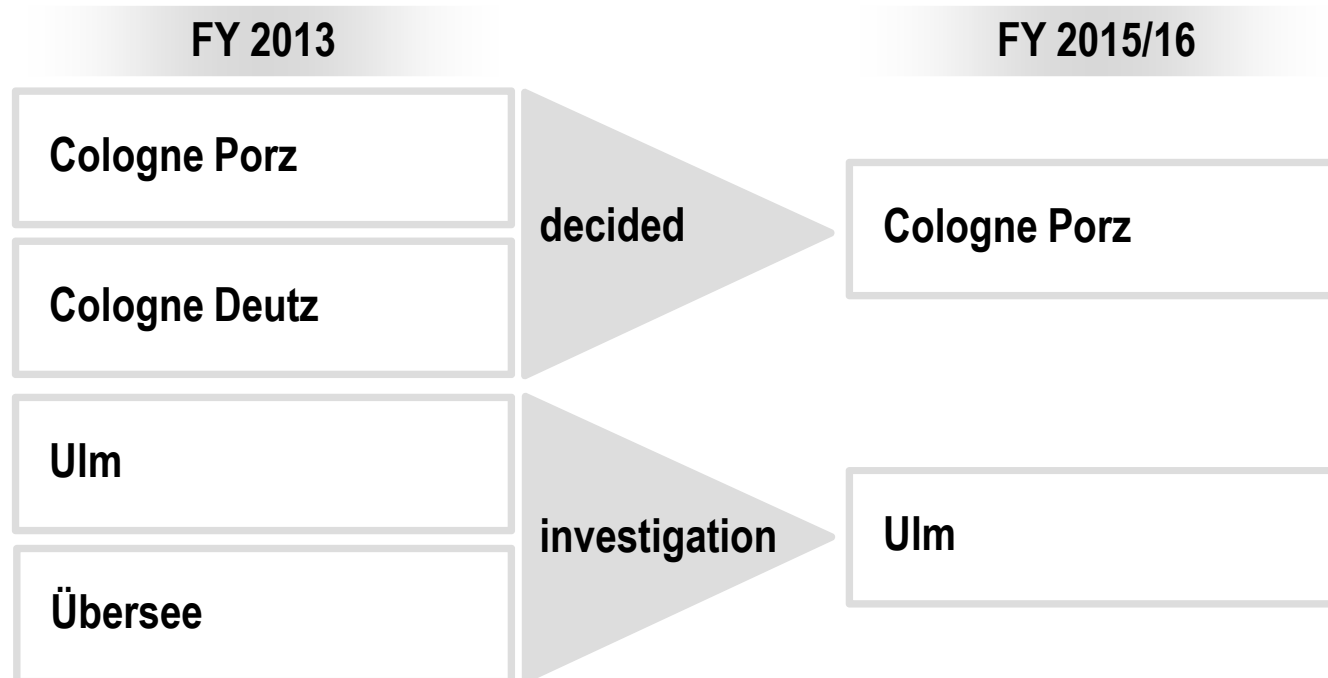 FY 2013
FY 2015/16
Cologne Porz
Cologne Deutz
decided
Cologne Porz
Ulm
Übersee
investigation
Ulm